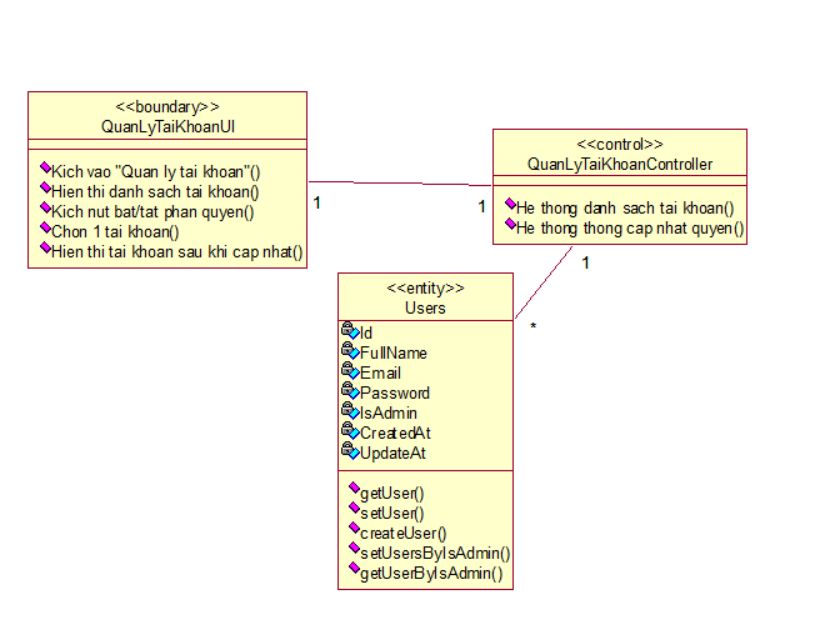 <<boundary>>
QuanLyTaiKhoanUI
Kich vao "Quan ly tai khoan"()
Hien thi danh sach tai khoan()
Kich nut bat/tat phan quyen()
Chon 1 tai khoan()
Hien thi tai khoan sau khi cap nhat()
1
1
<<control>>
QuanLyTaiKhoanController
He thong danh sach tai khoan()
He thong thong cap nhat quyen()
1
*
<<entity>>
Users
Id
FullName
Email
Password
IsAdmin
CreatedAt
UpdateAt
getUser()
setUser()
createUser()
setUsersByIsAdmin()
getUserByIsAdmin()